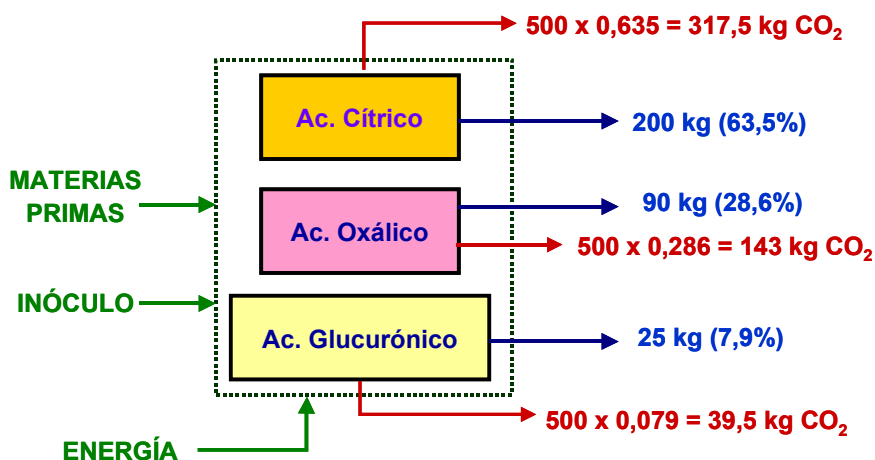 500 x 0,635 = 317,5 kg CO₂
Ac. Cítrico
200 kg (63,5%)
MATERIAS
PRIMAS
90 kg (28,6%)
Ac. Oxálico
500 x 0,286 = 143 kg CO₂
INÓCULO
Ac. Glucurónico
25 kg (7,9%)
500 x 0,079 = 39,5 kg CO₂
ENERGÍA